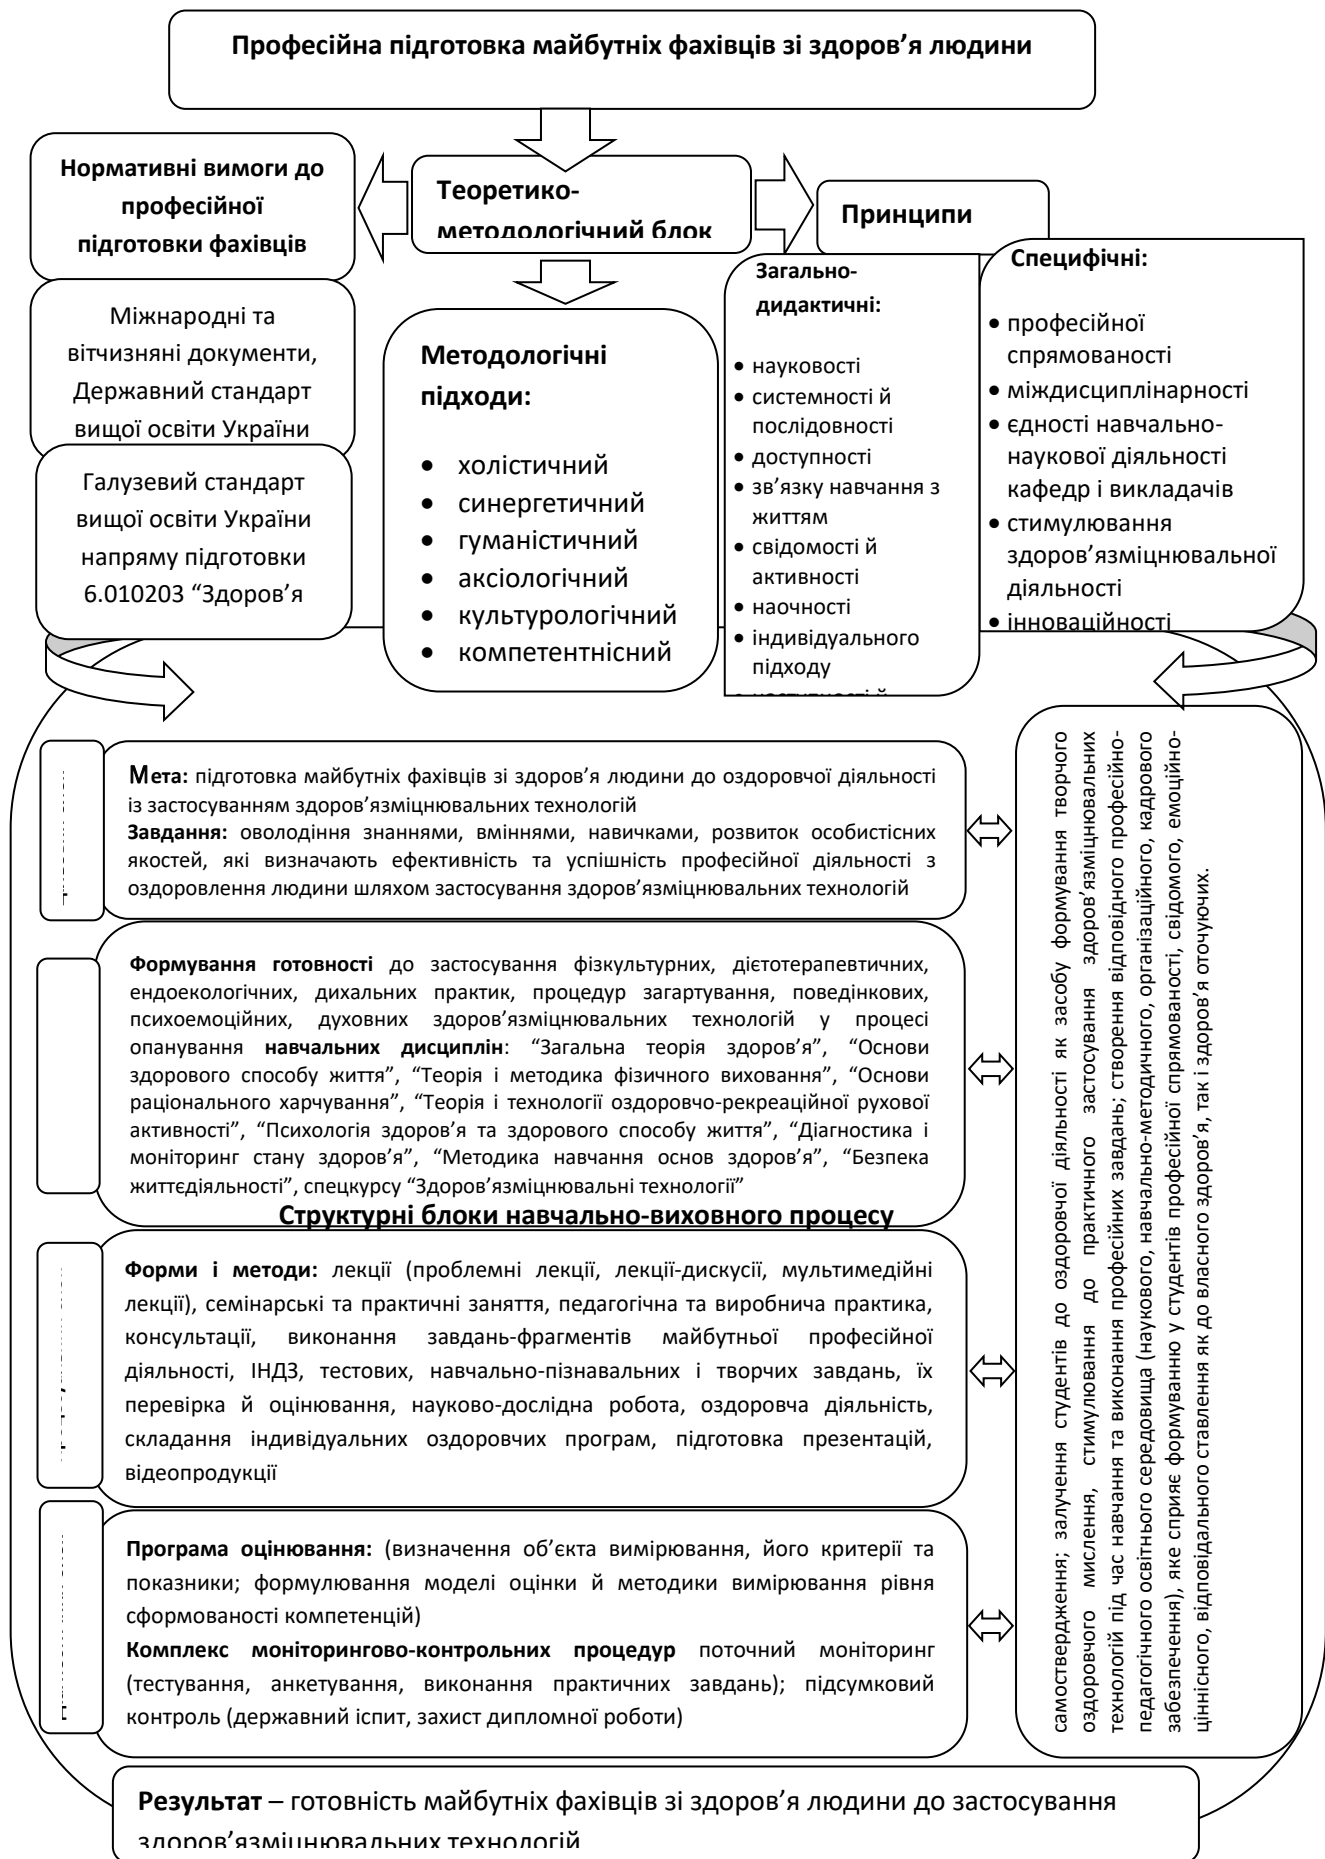 Професійна підготовка майбутніх фахівців зі здоров’я людини
Нормативні вимоги до
професійної
підготовки фахівців
Міжнародні та
вітчизняні документи,
Державний стандарт
вищої освіти України
Галузевий стандарт
вищої освіти України
напряму підготовки
6.010203 “Здоров’я
Теоретико-
методологічний блок
Методологічні
підходи:
• холістичний
• синергетичний
• гуманістичний
• аксіологічний
• культурологічний
• компетентнісний
Принципи
Загально-
дидактичні:
• науковості
• системності й
послідовності
• доступності
• зв’язку навчання з
життям
• свідомості й
активності
• наочності
• індивідуального
підходу
Специфічні:
• професійної
спрямованості
• міждисциплінарності
• єдності навчально-
наукової діяльності
кафедр і викладачів
• стимулювання
здоров’язміцнювальної
діяльності
• інноваційності
Мета: підготовка майбутніх фахівців зі здоров’я людини до оздоровчої діяльності
із застосуванням здоров’язміцнювальних технологій
Завдання: оволодіння знаннями, вміннями, навичками, розвиток особистісних
якостей, які визначають ефективність та успішність професійної діяльності з
оздоровлення людини шляхом застосування здоров’язміцнювальних технологій
Формування готовності до застосування фізкультурних, дієтотерапевтичних,
ендоекологічних, дихальних практик, процедур загартування, поведінкових,
психоемоційних, духовних здоров’язміцнювальних технологій у процесі
опанування навчальних дисциплін: “Загальна теорія здоров’я”, “Основи
здорового способу життя”, “Теорія і методика фізичного виховання”, “Основи
раціонального харчування”, “Теорія і технології оздоровчо-рекреаційної рухової
активності”, “Психологія здоров’я та здорового способу життя”, “Діагностика і
моніторинг стану здоров’я”, “Методика навчання основ здоров’я”, “Безпека
життєдіяльності”, спецкурсу “Здоров’язміцнювальні технології”
Структурні блоки навчально-виховного процесу
Форми і методи: лекції (проблемні лекції, лекції-дискусії, мультимедійні
лекції), семінарські та практичні заняття, педагогічна та виробнича практика,
консультації, виконання завдань-фрагментів майбутньої професійної
діяльності, ІНДЗ, тестових, навчально-пізнавальних і творчих завдань, їх
перевірка й оцінювання, науково-дослідна робота, оздоровча діяльність,
складання індивідуальних оздоровчих програм, підготовка презентацій,
відеопродукції
Програма оцінювання: (визначення об’єкта вимірювання, його критерії та
показники; формулювання моделі оцінки й методики вимірювання рівня
сформованості компетенцій)
Комплекс моніторингово-контрольних процедур поточний моніторинг
(тестування, анкетування, виконання практичних завдань); підсумковий
контроль (державний іспит, захист дипломної роботи)
самоствердження; залучення студентів до оздоровчої діяльності як засобу формування творчого
оздоровчого мислення, стимулювання до практичного застосування здоров’язміцнювальних
технологій під час навчання та виконання професійних завдань; створення відповідного професійно-
педагогічного освітнього середовища (наукового, навчально-методичного, організаційного, кадрового
забезпечення), яке сприяє формуванню у студентів професійної спрямованості, свідомого, емоційно-
ціннісного, відповідального ставлення як до власного здоров’я, так і здоров’я оточуючих.
Результат – готовність майбутніх фахівців зі здоров’я людини до застосування
здоров’язміцнювальних технологій